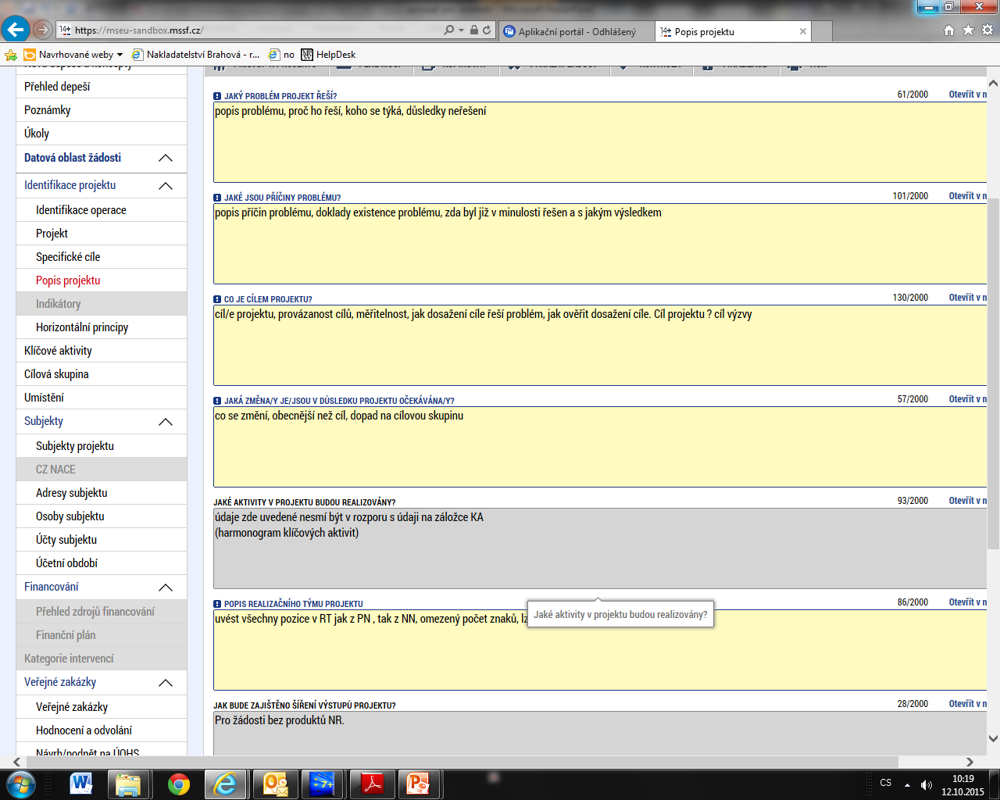 https://mseu-sandbox.mssf.cz/
Aplikační portál - Odhlášený
14+ Popis projektu
Navrhované weby
Nakladatelství Brahová - r...
no
HelpDesk
Nová depeše a koncepty
Přehled depeší
Poznámky
Úkoly
Datová oblast žádosti
Identifikace projektu
Identifikace operace
Projekt
Specifické cíle
Popis projektu
Indikátory
Horizontální principy
Klíčové aktivity
Cílová skupina
Umístění
Subjekty
Subjekty projektu
CZ NACE
Adresy subjektu
Osoby subjektu
Účty subjektu
Účetní období
Financování
Přehled zdrojů financování
Finanční plán
Kategorie intervencí
Veřejné zakázky
Veřejné zakázky
Hodnocení a odvolání
Návrh/podnět na ÚOHS
JAKÝ PROBLÉM PROJEKT ŘEŠÍ? 61/2000 Otevřít v n
popis problému, proč ho řeší, koho se týká, důsledky neřešení
JAKÉ JSOU PŘÍČINY PROBLÉMU? 101/2000 Otevřít v n
popis příčin problému, doklady existence problému, zda byl již v minulosti řešen a s jakým výsledkem
CO JE CÍLEM PROJEKTU? 130/2000 Otevřít v n
cíl/e projektu, provázanost cílů, měřitelnost, jak dosažení cíle řeší problém, jak ověřit dosažení cíle. Cíl projektu ? cíl výzvy
JAKÁ ZMĚNA/Y JE/JSOU V DŮSLEDKU PROJEKTU OČEKÁVÁNA/Y? 57/2000 Otevřít v n
co se změní, obecnější než cíl, dopad na cílovou skupinu
JAKÉ AKTIVITY V PROJEKTU BUDOU REALIZOVÁNY? 93/2000 Otevřít v n
údaje zde uvedené nesmí být v rozporu s údaji na záložce KA
(harmonogram klíčových aktivit)
POPIS REALIZAČNÍHO TÝMU PROJEKTU 86/2000 Otevřít v n
Jaké aktivity v projektu budou realizovány?
uvést všechny pozice v RT jak z PN , tak z NN, omezený počet znaků, lz
JAK BUDE ZAJIŠTĚNO ŠÍŘENÍ VÝSTUPŮ PROJEKTU? 28/2000 Otevřít v n
Pro žádosti bez produktů NR.
CS
10:19
12.10.2015